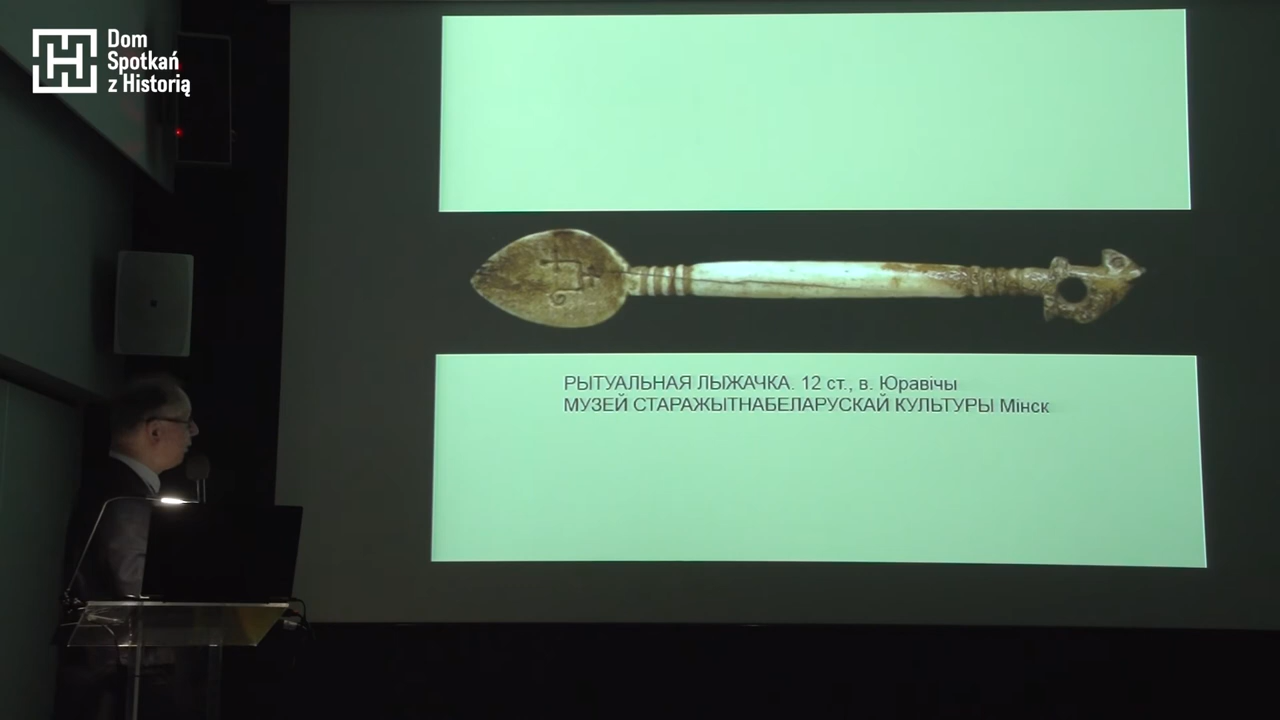 Dom
Spotkań
z Historią
РЫТУАЛЬНАЯ ЛЫЖАЧКА. 12 ст., в. Юравічы
МУЗЕЙ СТАРАЖЫТНАБЕЛАРУСКАЙ КУЛЬТУРЫ Мінск